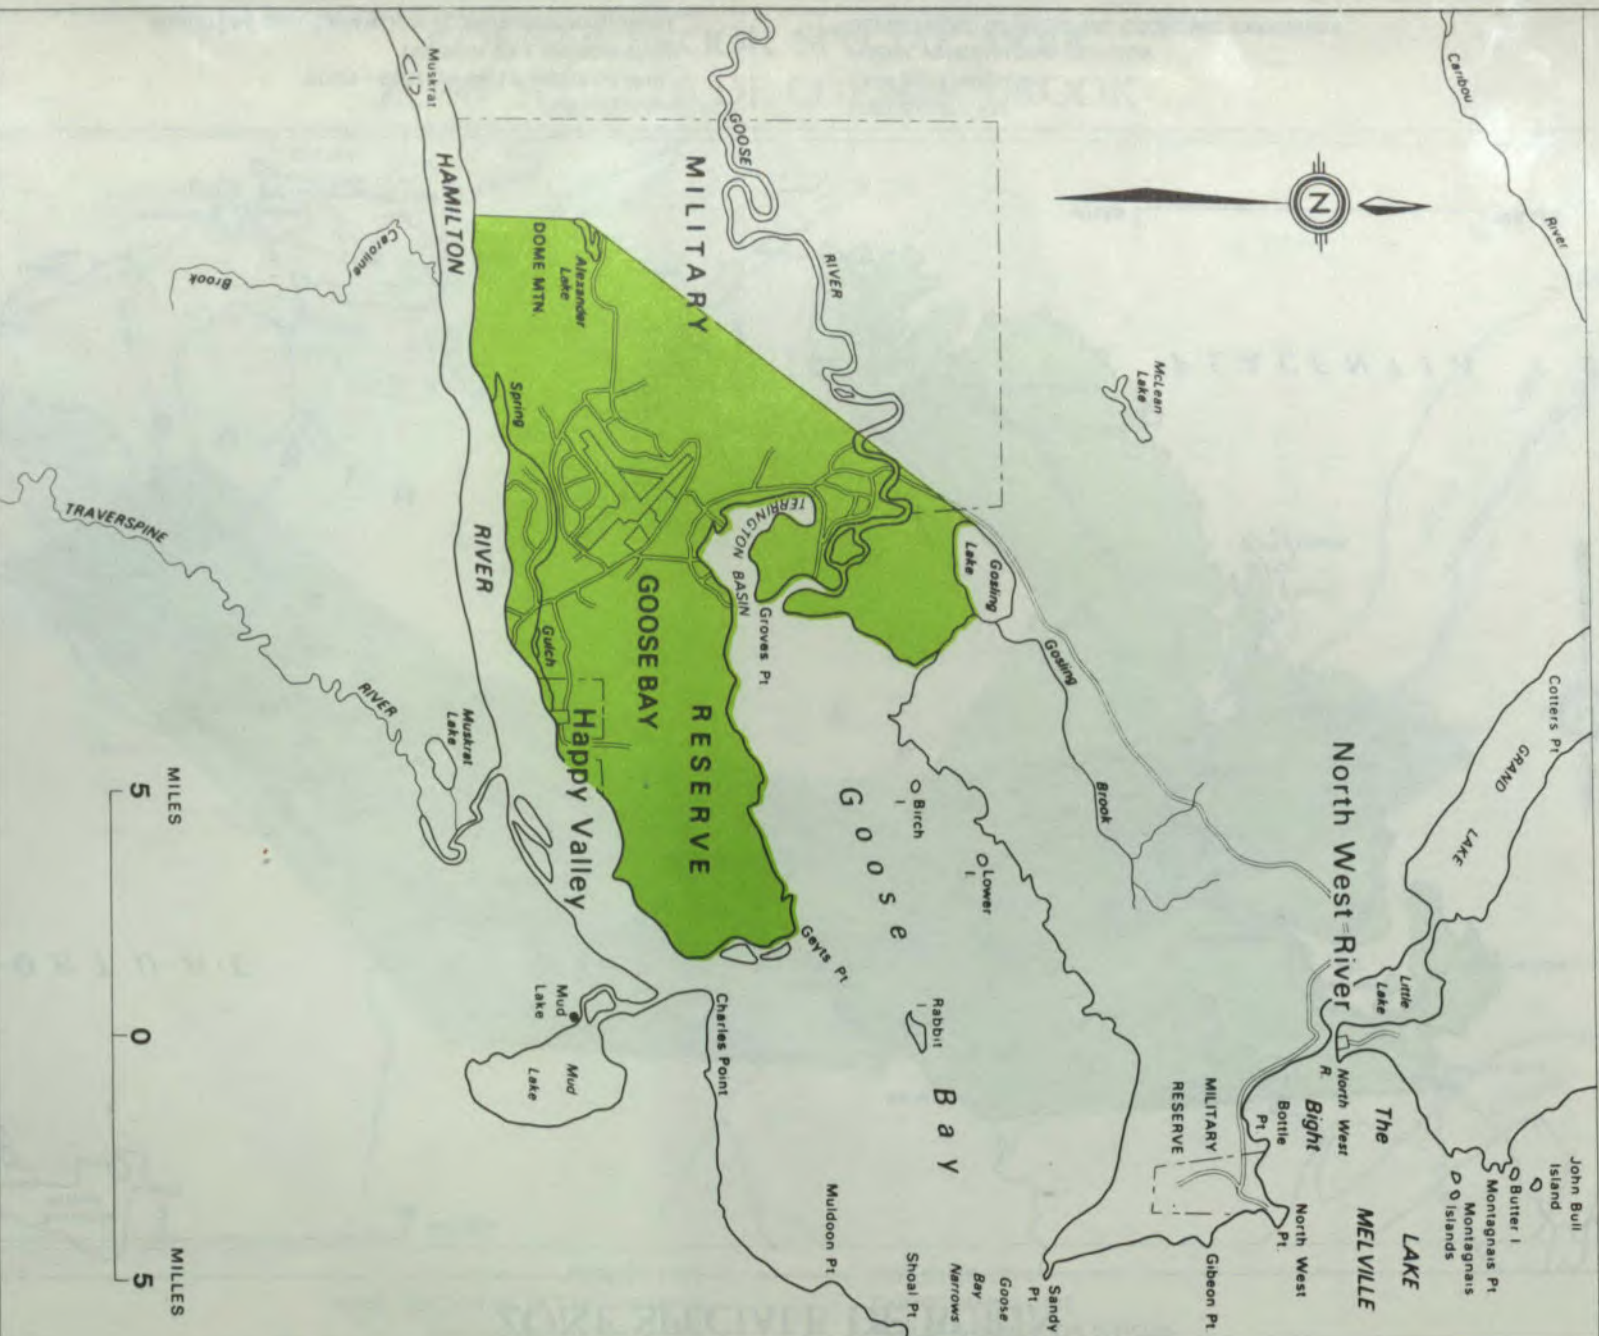 Caribou
River
N
McLean
Lake
GOOSE
RIVER
MILITARY
Muskrat
HAMILTON
RIVER
Caroline
Brook
DOME MTN.
Alexander
Lake
Spring
Gulch
TRAVERSPINE
RIVER
Muskrat
Lake
GOOSE BAY
RESERVE
Happy Valley
TERRINGTON BASIN
Groves Pt
Gosling
Lake
Gosling
Brook
Cotters Pt
GRAND
LAKE
North West River
Little
Lake
Goose
Bay
Birch
I
Lower
I
Rabbit
I
Geyts Pt
Charles Point
Mud
Lake
Mud
Lake
North West
R.
The
Bight
Bottle
Pt
MILITARY
RESERVE
North West
Pt.
Gibeon Pt.
LAKE
MELVILLE
John Bull
Island
Butter I
Montagnais Pt
Montagnais
Islands
Sandy
Pt
Goose
Bay
Narrows
Shoal Pt
Muldoon Pt
MILES
MILLES
5 0 5